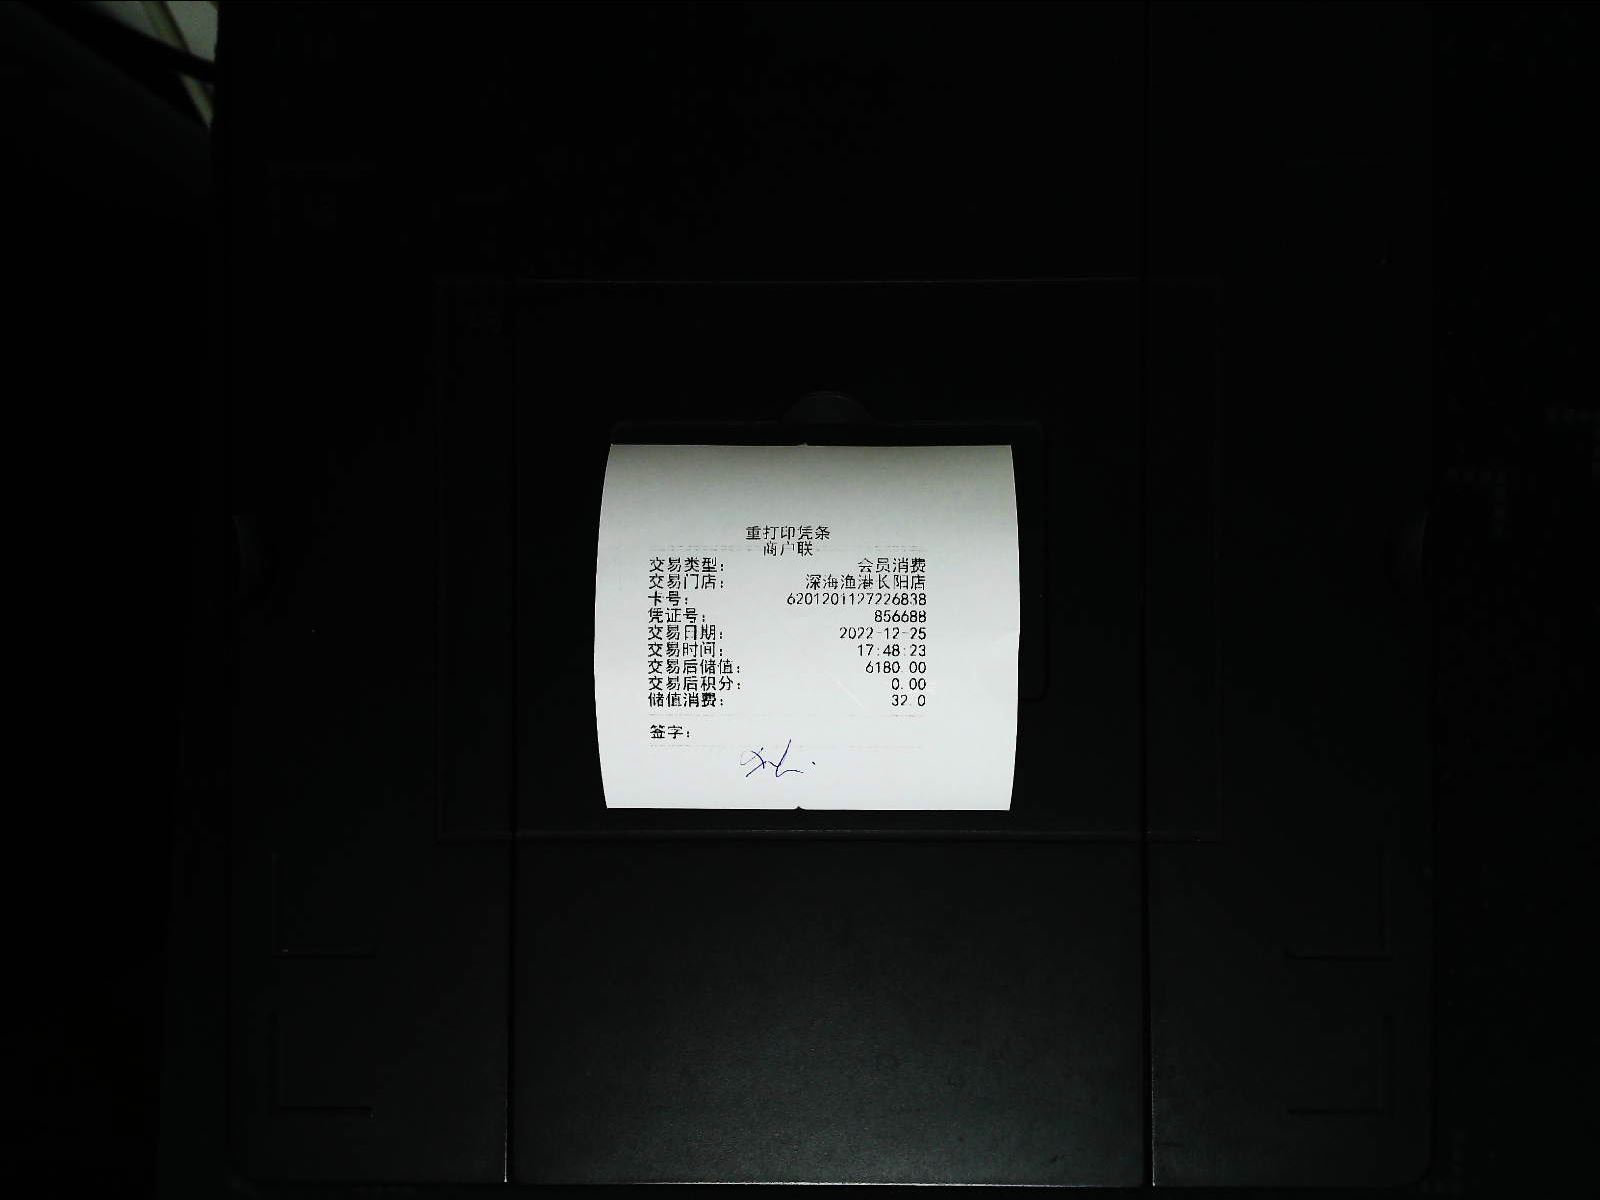 重打印凭条
商户联
交易类型： 会员消费
交易门店： 深海渔港长阳店
卡号： 6201201127226838
凭证号： 856688
交易日期： 2022-12-25
交易时间： 17:48:23
交易后储值： 6180.00
交易后积分： 0.00
储值消费： 32.0
签字：